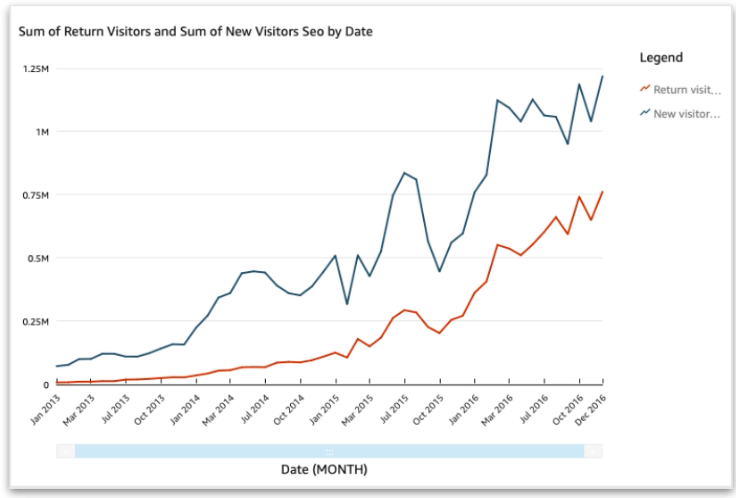 Sum of Return Visitors and Sum of New Visitors Seo by Date
Legend
Return visit...
New visitor...
1.25M
1M
0.75M
0.5M
0.25M
0
Jan 2013
Mar 2013
Jul 2013
Oct 2013
Jan 2014
Mar 2014
Jul 2014
Oct 2014
Jan 2015
Mar 2015
Jul 2015
Oct 2015
Jan 2016
Mar 2016
Jul 2016
Oct 2016
Dec 2016
Date (MONTH)